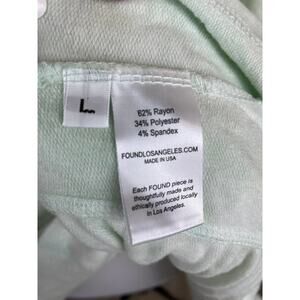 L
62% Rayon
34% Polyester
4% Spandex
FOUNDLOSANGELES.COM
MADE IN USA
Each FOUND piece is
thoughtfully made and
ethically produced locally
in Los Angeles.